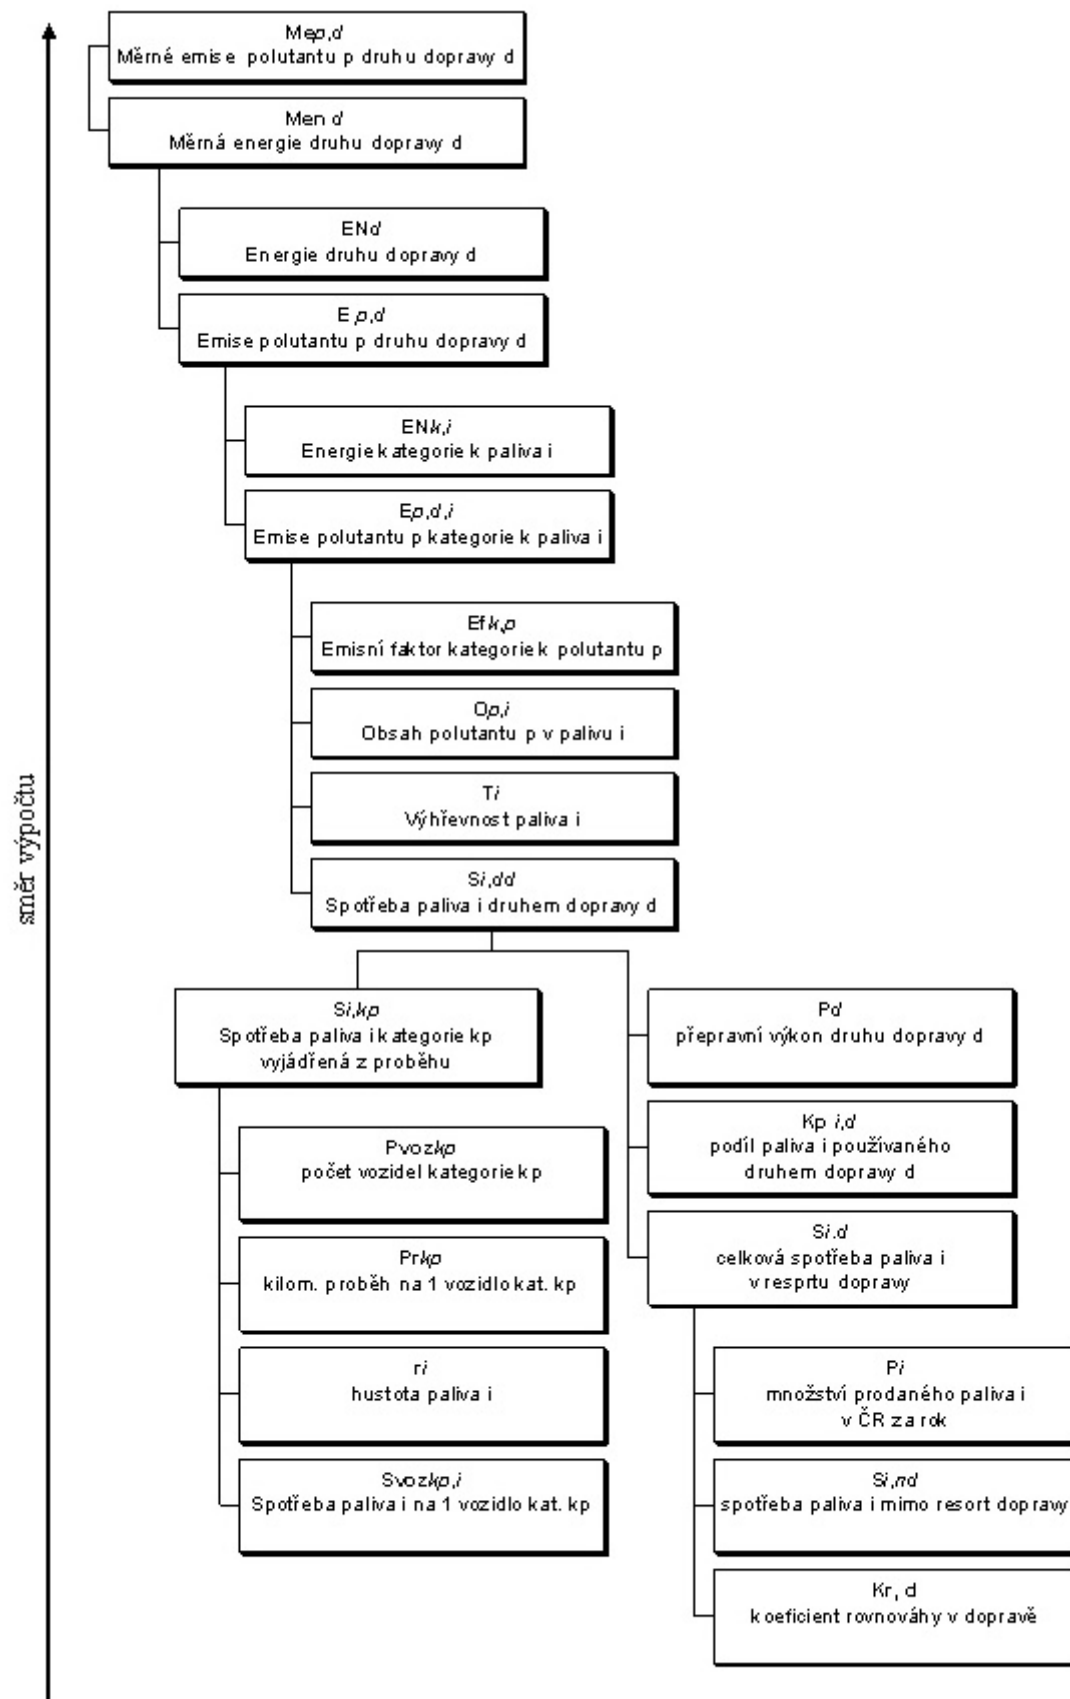 Mep,d
Měrné emise polutantu p druhu dopravy d
Men d
Měrná energie druhu dopravy d
ENd
Energie druhu dopravy d
E p,d
Emise polutantu p druhu dopravy d
ENk,i
Energie kategorie k paliva i
Ep,d,i
Emise polutantu p kategorie k paliva i
Efk,p
Emisní faktor kategorie k polutantu p
Op,i
Obsah polutantu p v palivu i
Ti
Výhřevnost paliva i
Si,dd
Spotřeba paliva i druhem dopravy d
směr výpočtu
Si,kp
Spotřeba paliva i kategorie kp
vyjádřená z proběhu
Pvozkp
počet vozidel kategorie kp
Prkp
kilom. proběh na 1 vozidlo kat. kp
ri
hustota paliva i
Svozkp,i
Spotřeba paliva i na 1 vozidlo kat. kp
Pd
přepravní výkon druhu dopravy d
Kp i,d
podíl paliva i používaného
druhem dopravy d
Si.d
celková spotřeba paliva i
v resprtu dopravy
Pi
množství prodaného paliva i
v ČR za rok
Si,nd
spotřeba paliva i mimo resort dopravy
Kr, d
koeficient rovnováhy v dopravě